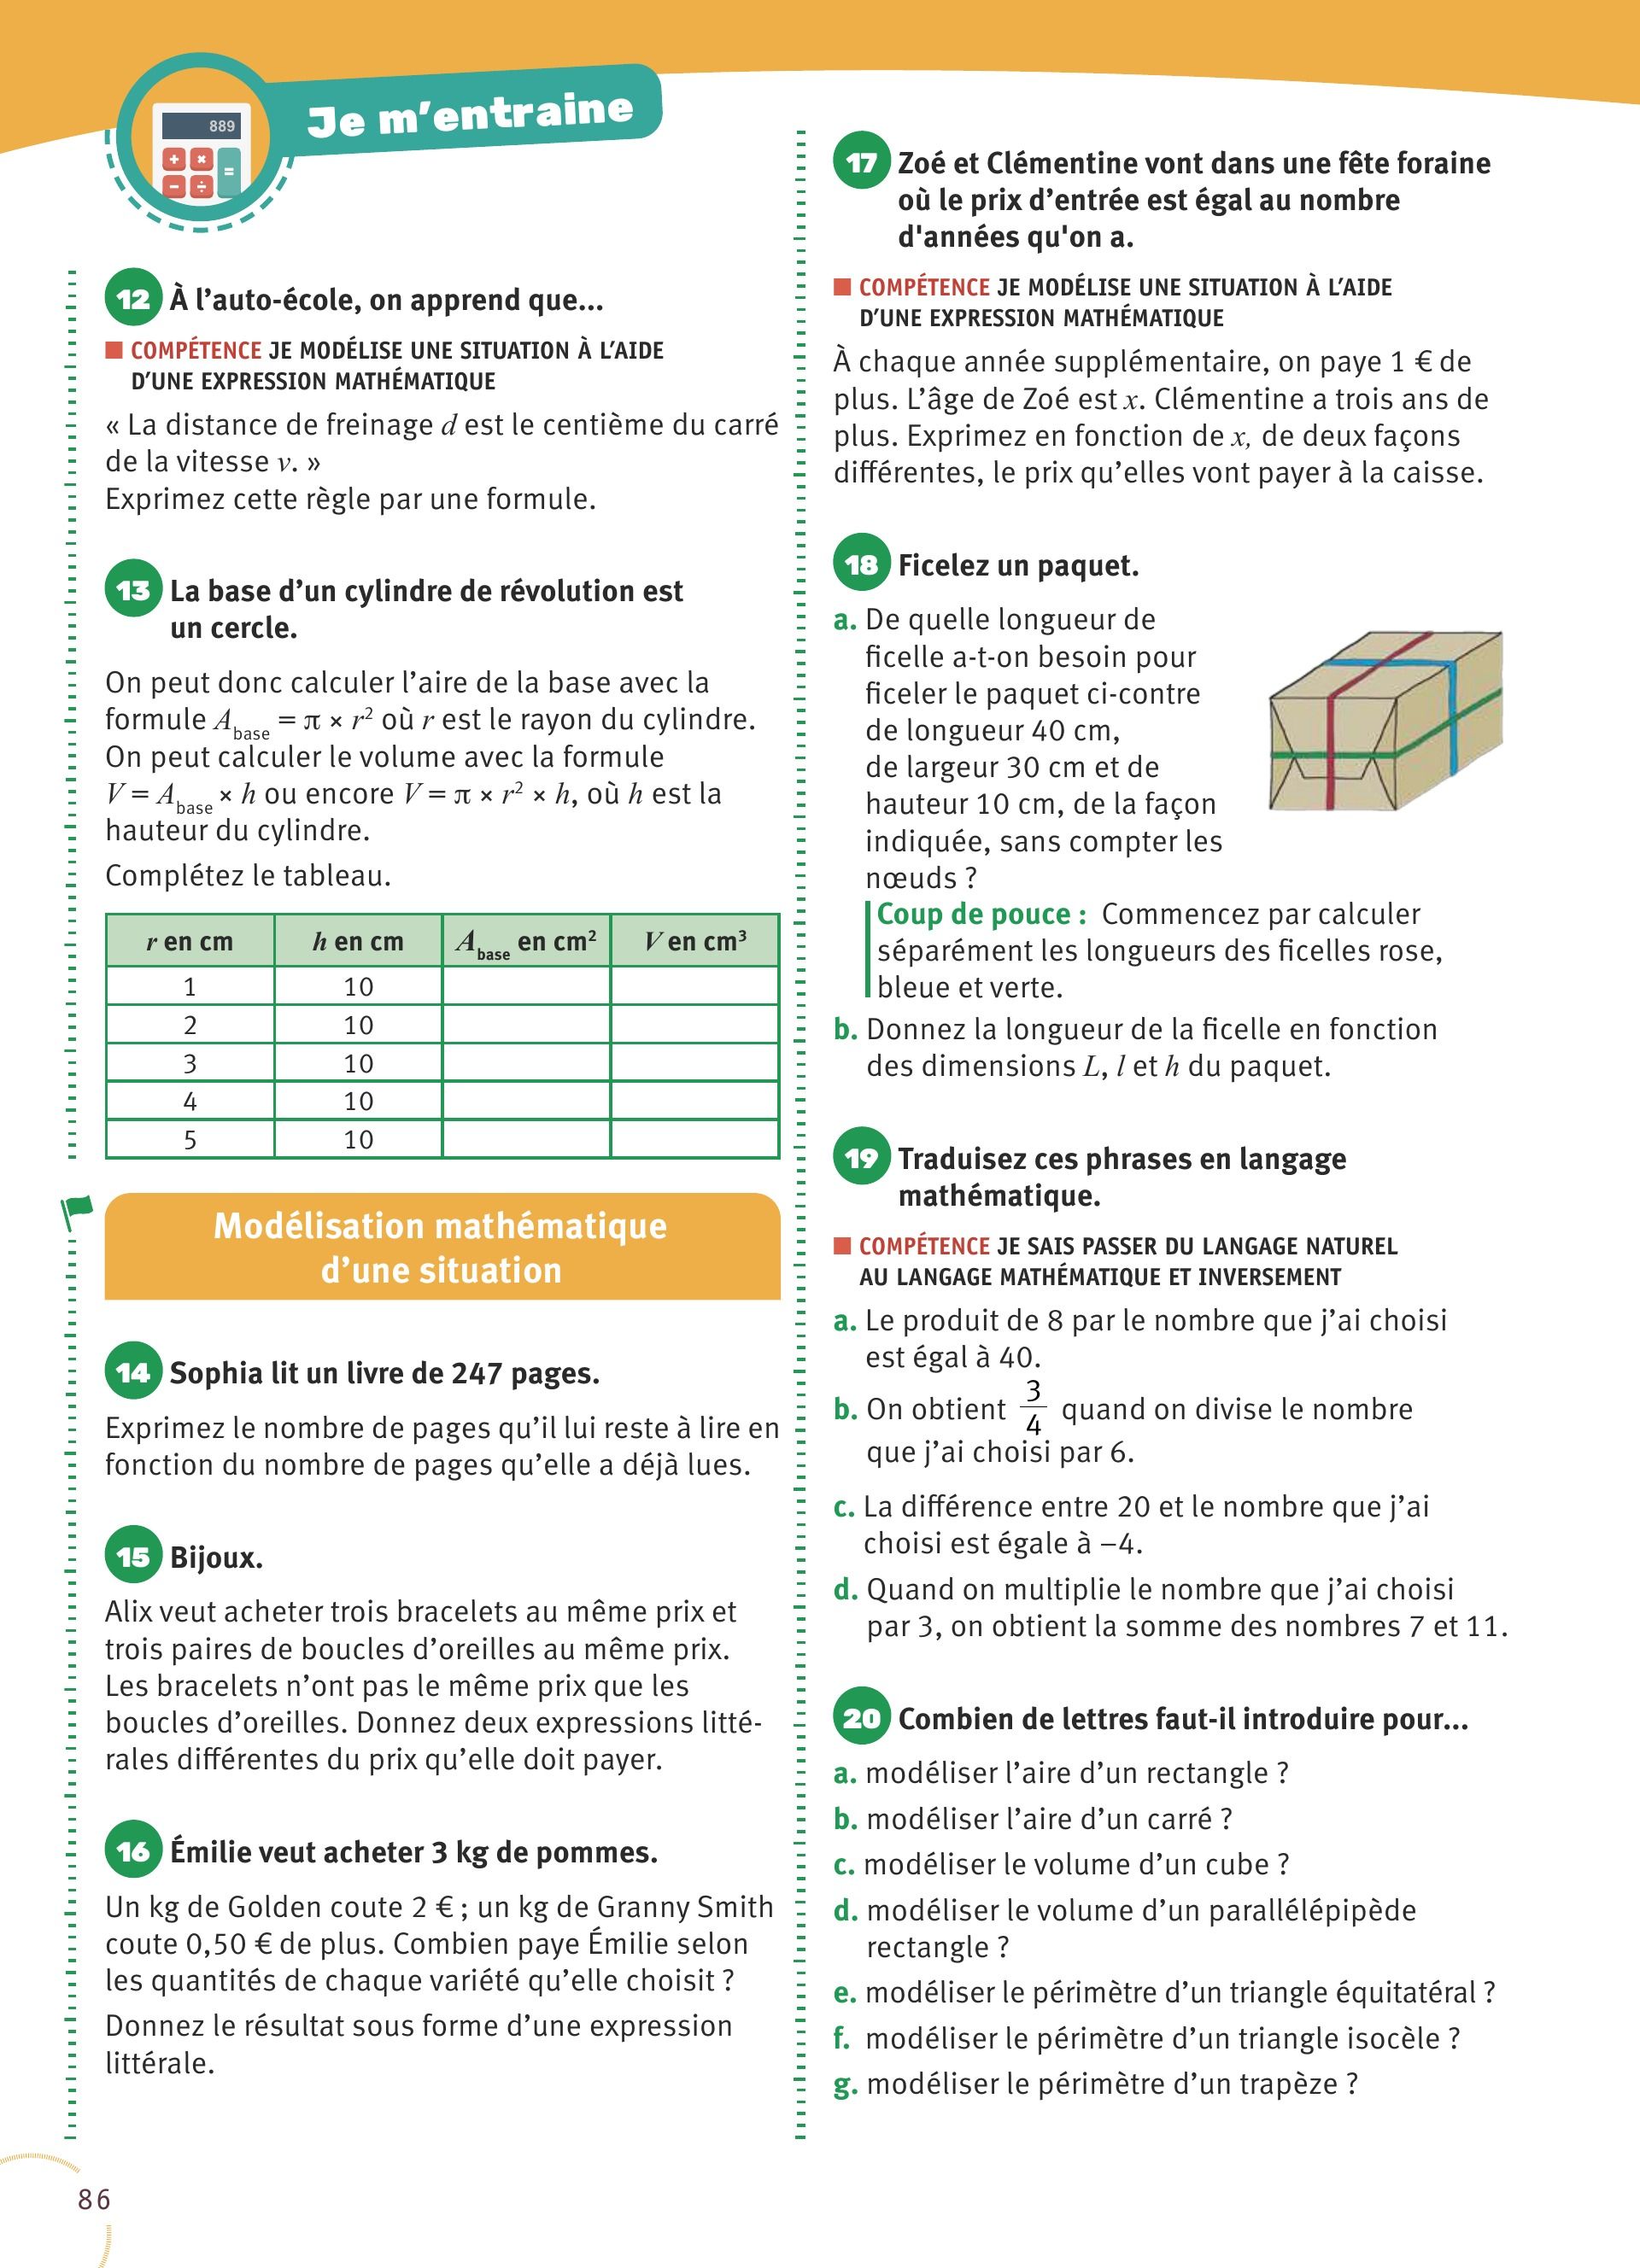 889
Je m'entraine
12 À l'auto-école, on apprend que...
COMPÉTENCE JE MODÉLISE UNE SITUATION À L'AIDE
D'UNE EXPRESSION MATHÉMATIQUE
« La distance de freinage d est le centième du carré
de la vitesse v. »
Exprimez cette règle par une formule.
13 La base d'un cylindre de révolution est
un cercle.
On peut donc calculer l'aire de la base avec la
formule A base = π × r² où r est le rayon du cylindre.
On peut calculer le volume avec la formule
V = A base × h ou encore V = π × r² × h, où h est la
hauteur du cylindre.
Complétez le tableau.
r en cm h en cm A base en cm² V en cm³
1 10
2 10
3 10
4 10
5 10
Modélisation mathématique
d'une situation
14 Sophia lit un livre de 247 pages.
Exprimez le nombre de pages qu'il lui reste à lire en
fonction du nombre de pages qu'elle a déjà lues.
15 Bijoux.
Alix veut acheter trois bracelets au même prix et
trois paires de boucles d'oreilles au même prix.
Les bracelets n'ont pas le même prix que les
boucles d'oreilles. Donnez deux expressions litté-
rales différentes du prix qu'elle doit payer.
16 Émilie veut acheter 3 kg de pommes.
Un kg de Golden coute 2 € ; un kg de Granny Smith
coute 0,50 € de plus. Combien paye Émilie selon
les quantités de chaque variété qu'elle choisit ?
Donnez le résultat sous forme d'une expression
littérale.
17 Zoé et Clémentine vont dans une fête foraine
où le prix d'entrée est égal au nombre
d'années qu'on a.
COMPÉTENCE JE MODÉLISE UNE SITUATION À L'AIDE
D'UNE EXPRESSION MATHÉMATIQUE
À chaque année supplémentaire, on paye 1 € de
plus. L'âge de Zoé est x. Clémentine a trois ans de
plus. Exprimez en fonction de x, de deux façons
différentes, le prix qu'elles vont payer à la caisse.
18 Ficelez un paquet.
a. De quelle longueur de
ficelle a-t-on besoin pour
ficeler le paquet ci-contre
de longueur 40 cm,
de largeur 30 cm et de
hauteur 10 cm, de la façon
indiquée, sans compter les
nœuds ?
Coup de pouce : Commencez par calculer
séparément les longueurs des ficelles rose,
bleue et verte.
b. Donnez la longueur de la ficelle en fonction
des dimensions L, l et h du paquet.
19 Traduisez ces phrases en langage
mathématique.
COMPÉTENCE JE SAIS PASSER DU LANGAGE NATUREL
AU LANGAGE MATHÉMATIQUE ET INVERSEMENT
a. Le produit de 8 par le nombre que j'ai choisi
est égal à 40.
b. On obtient 3/4 quand on divise le nombre
que j'ai choisi par 6.
c. La différence entre 20 et le nombre que j'ai
choisi est égale à –4.
d. Quand on multiplie le nombre que j'ai choisi
par 3, on obtient la somme des nombres 7 et 11.
20 Combien de lettres faut-il introduire pour...
a. modéliser l'aire d'un rectangle ?
b. modéliser l'aire d'un carré ?
c. modéliser le volume d'un cube ?
d. modéliser le volume d'un parallélépipède
rectangle ?
e. modéliser le périmètre d'un triangle équitatéral ?
f. modéliser le périmètre d'un triangle isocèle ?
g. modéliser le périmètre d'un trapèze ?
86